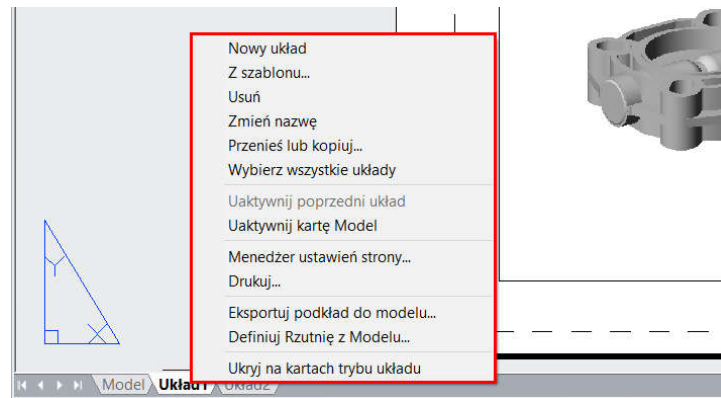 Nowy układ
Z szablonu...
Usuń
Zmień nazwę
Przenieś lub kopiuj...
Wybierz wszystkie układy
Uaktywnij poprzedni układ
Uaktywnij kartę Model
Menedżer ustawień strony...
Drukuj...
Eksportuj podkład do modelu...
Definiuj Rzutnię z Modelu...
Ukryj na kartach trybu układu
Y
X
Model Układ1 Układ2